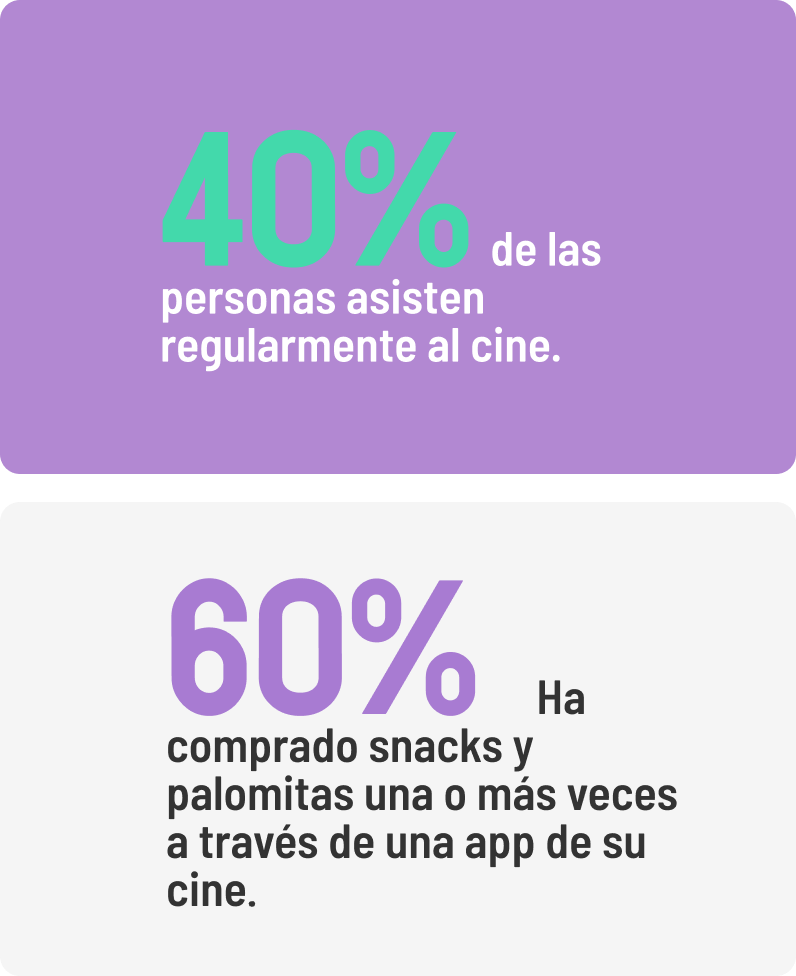 40% de las
personas asisten
regularmente al cine.
60% Ha
comprado snacks y
palomitas una o más veces
a través de una app de su
cine.